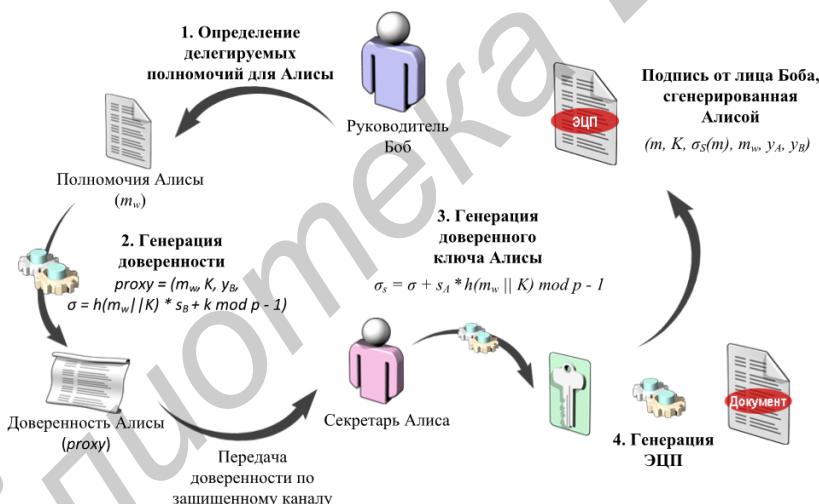 1. Определение
делегируемых
полномочий для Алисы
Руководитель
Боб
ЭЦП
Подпись от лица Боба,
сгенерированная
Алисой
(m, K, σS(m), mw, yA, yB)
Полномочия Алисы
(mw)
2. Генерация
доверенности
proxy = (mw, K, yB,
σ = h(mw||K) * sB + k mod p - 1)
3. Генерация
доверенного
ключа Алисы
σs = σ + sA * h(mw || K) mod p - 1
Доверенность Алисы
(proxy)
Секретарь Алиса
Документ
Передача
доверенности по
защищенному каналу
4. Генерация
ЭЦП